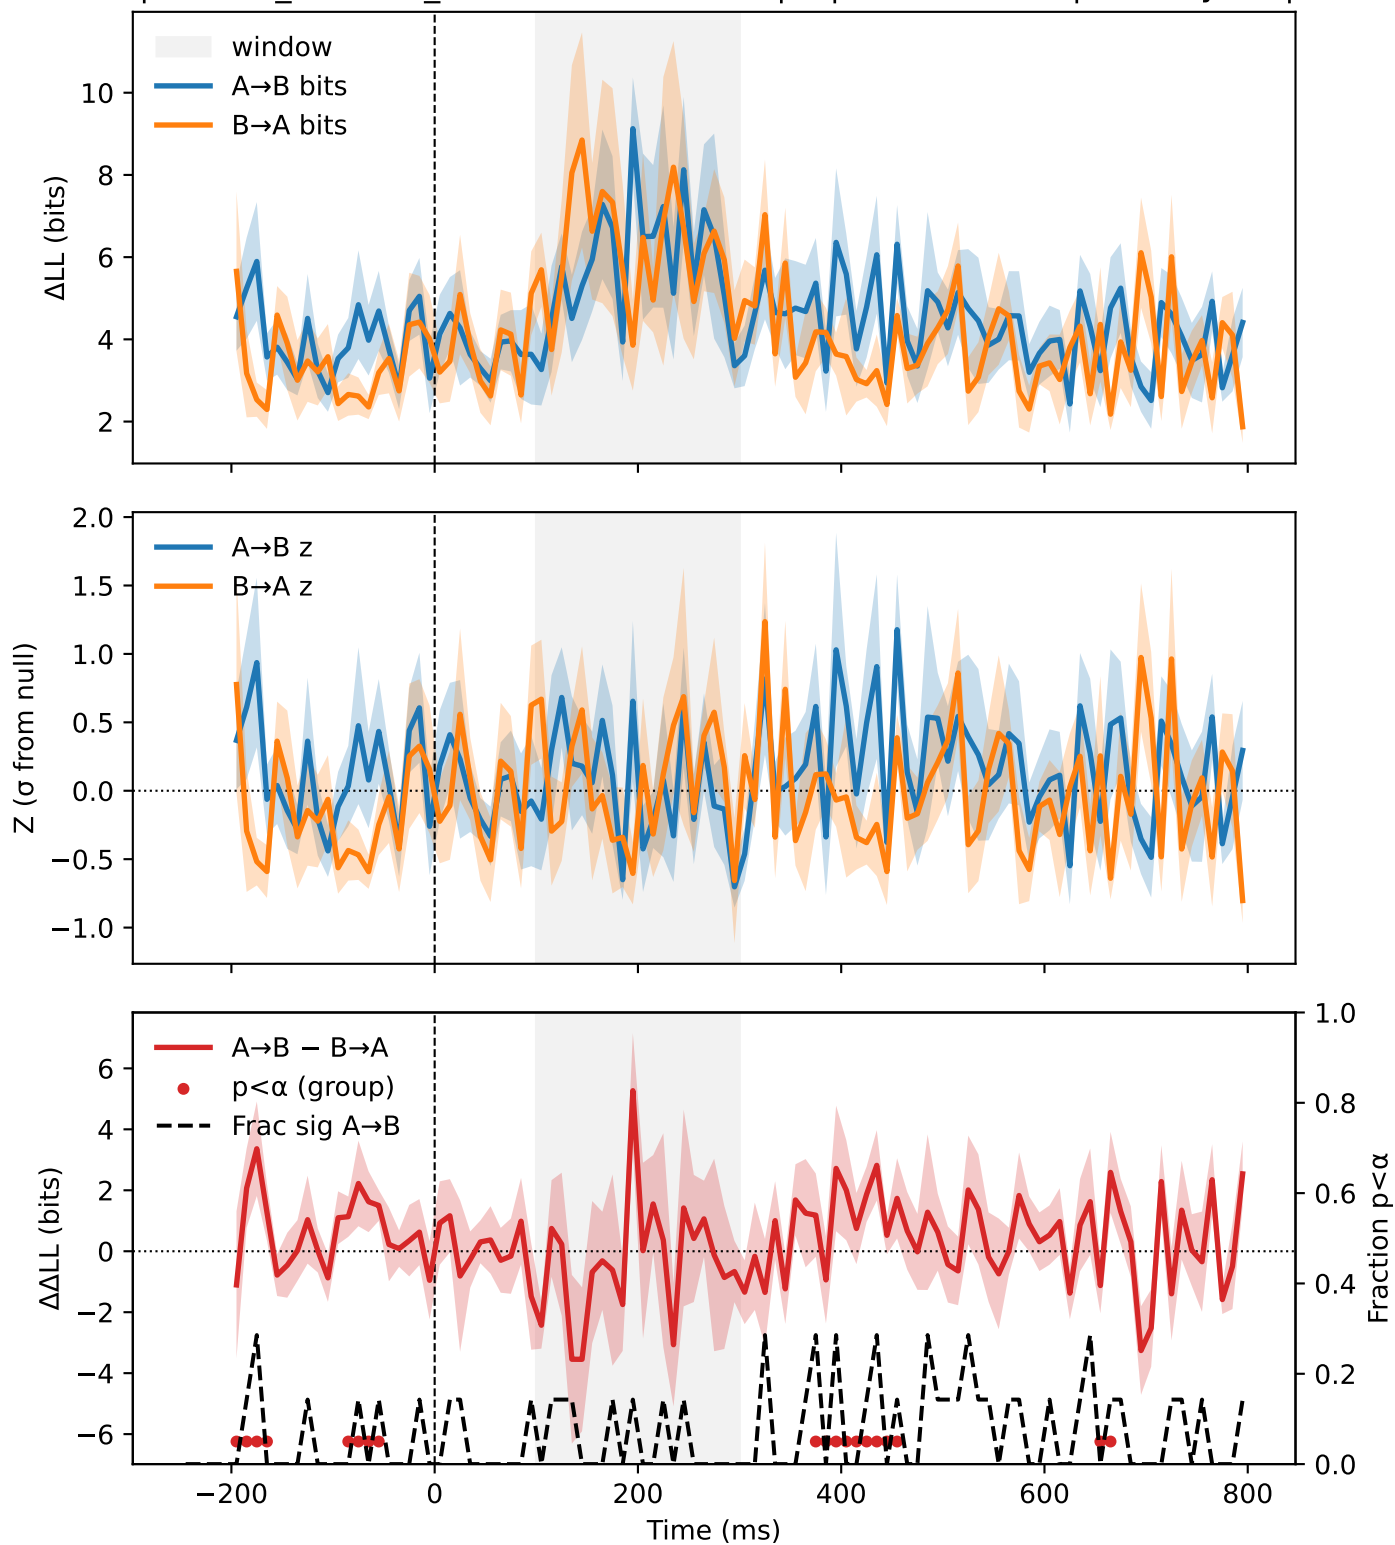 window
A→B bits
B→A bits
ΔLL (bits)
10
8
6
4
2
A→B z
B→A z
Z (σ from null)
2.0
1.5
1.0
0.5
0.0
−0.5
−1.0
A→B − B→A
p<α (group)
Frac sig A→B
ΔΔLL (bits)
6
4
2
0
−2
−4
−6
1.0
0.8
0.6
0.4
0.2
0.0
Fraction p<α
−200
0
200
400
600
800
Time (ms)